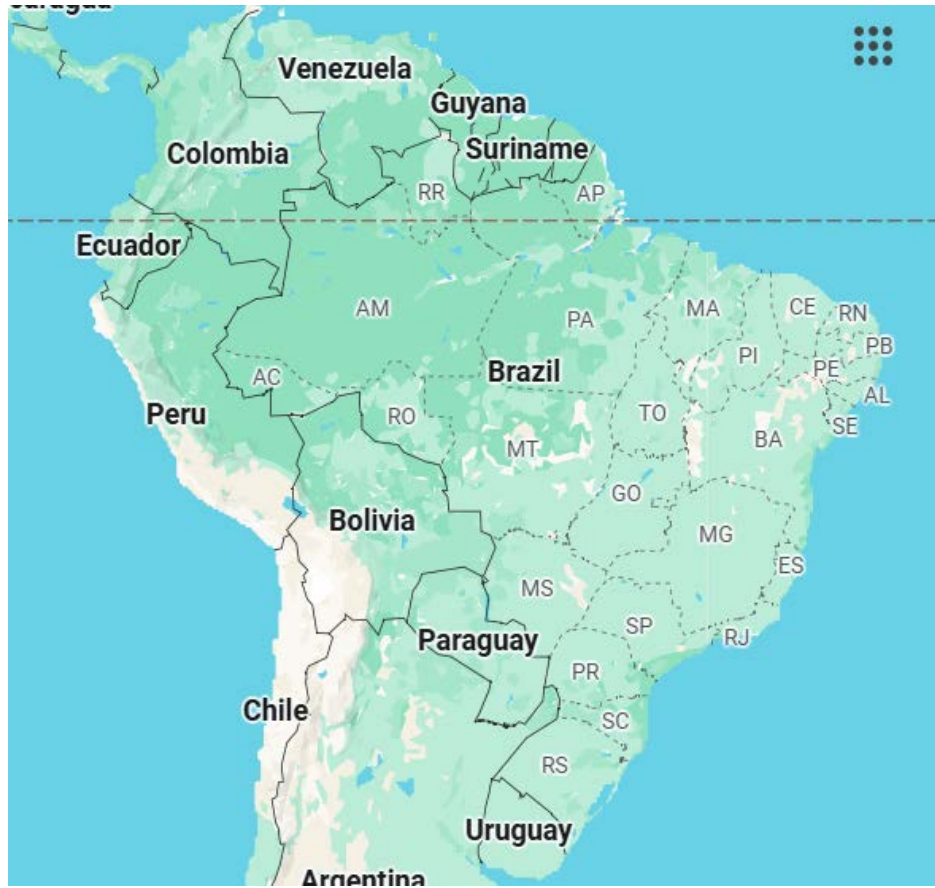 Venezuela
Guyana
Colombia
Suriname
RR
AP
Ecuador
AM
PA
MA
CE
RN
PI
PB
PE
Brazil
AC
AL
Peru
RO
TO
SE
MT
BA
GO
Bolivia
MG
ES
MS
SP
RJ
Paraguay
PR
Chile
SC
RS
Uruguay
Argentina